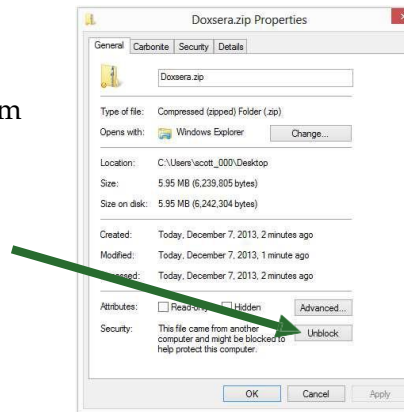 Doxsera.zip Properties
x
General Carbonite Security Details
Doxsera.zip
m
Type of file: Compressed (zipped) Folder (.zip)
Opens with: Windows Explorer Change...
Location: C:\Users\scott_000\Desktop
Size: 5.95 MB (6,239,805 bytes)
Size on disk: 5.95 MB (6,242,304 bytes)
Created: Today, December 7, 2013, 2 minutes ago
Modified: Today, December 7, 2013, 1 minute ago
Today, December 7, 2013, 2 minutes ago
Attributes: Hidden Advanced...
Security: This file came from another
computer and might be blocked to Unblock
help protect this computer.
OK Cancel Apply